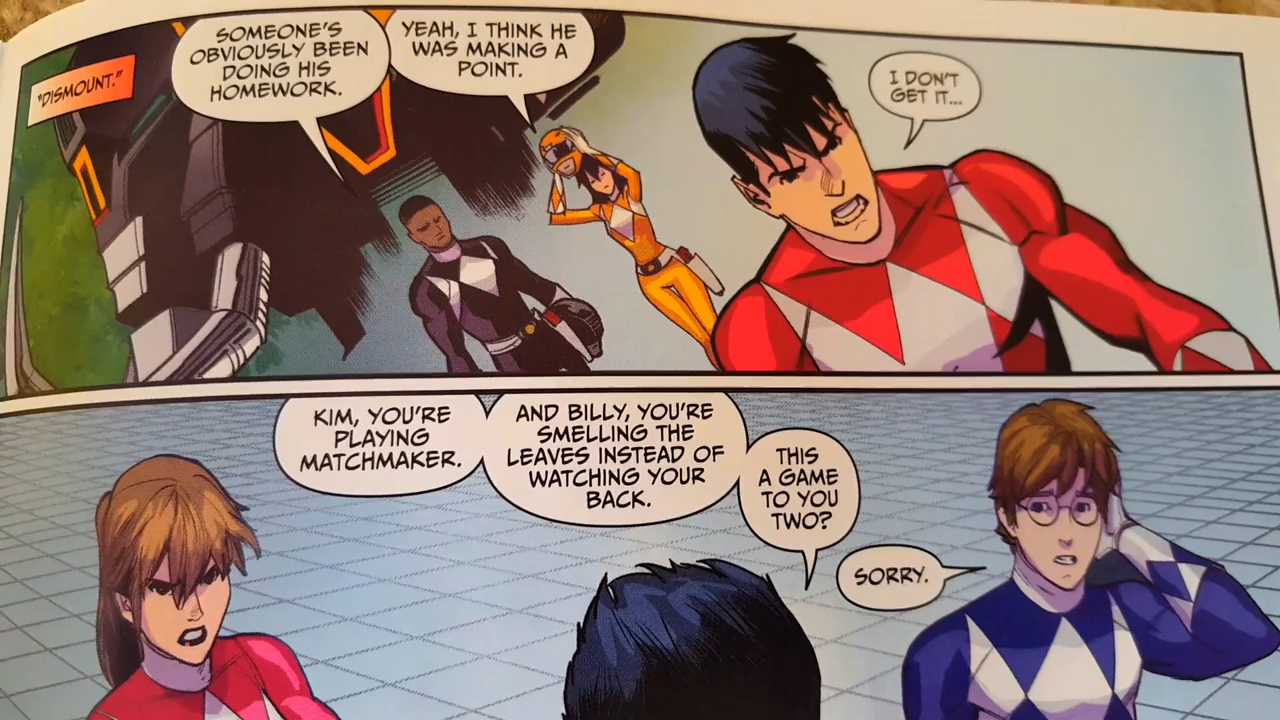 "DISMOUNT."
SOMEONE'S
OBVIOUSLY BEEN
DOING HIS
HOMEWORK.
YEAH, I THINK HE
WAS MAKING A
POINT.
I DON'T
GET IT...
KIM, YOU'RE
PLAYING
MATCHMAKER.
AND BILLY, YOU'RE
SMELLING THE
LEAVES INSTEAD OF
WATCHING YOUR
BACK.
THIS
A GAME
TO YOU
TWO?
SORRY.